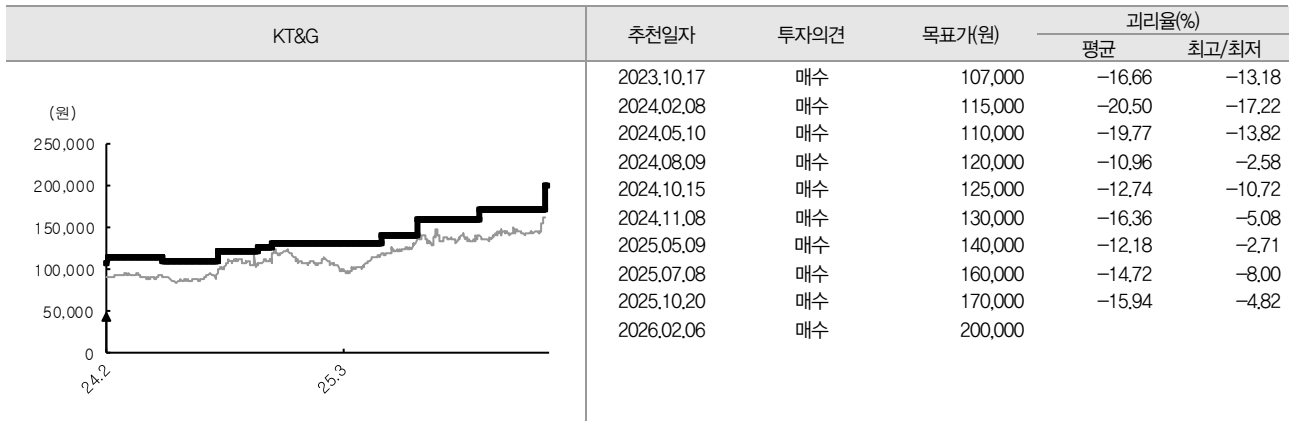 KT&G
추천일자 투자의견 목표가(원) 괴리율(%)
평균 최고/최저
(원)
250,000
200,000
150,000
100,000
50,000
0
24.2 25.3
2023.10.17 매수 107,000 -16.66 -13.18
2024.02.08 매수 115,000 -20.50 -17.22
2024.05.10 매수 110,000 -19.77 -13.82
2024.08.09 매수 120,000 -10.96 -2.58
2024.10.15 매수 125,000 -12.74 -10.72
2024.11.08 매수 130,000 -16.36 -5.08
2025.05.09 매수 140,000 -12.18 -2.71
2025.07.08 매수 160,000 -14.72 -8.00
2025.10.20 매수 170,000 -15.94 -4.82
2026.02.06 매수 200,000